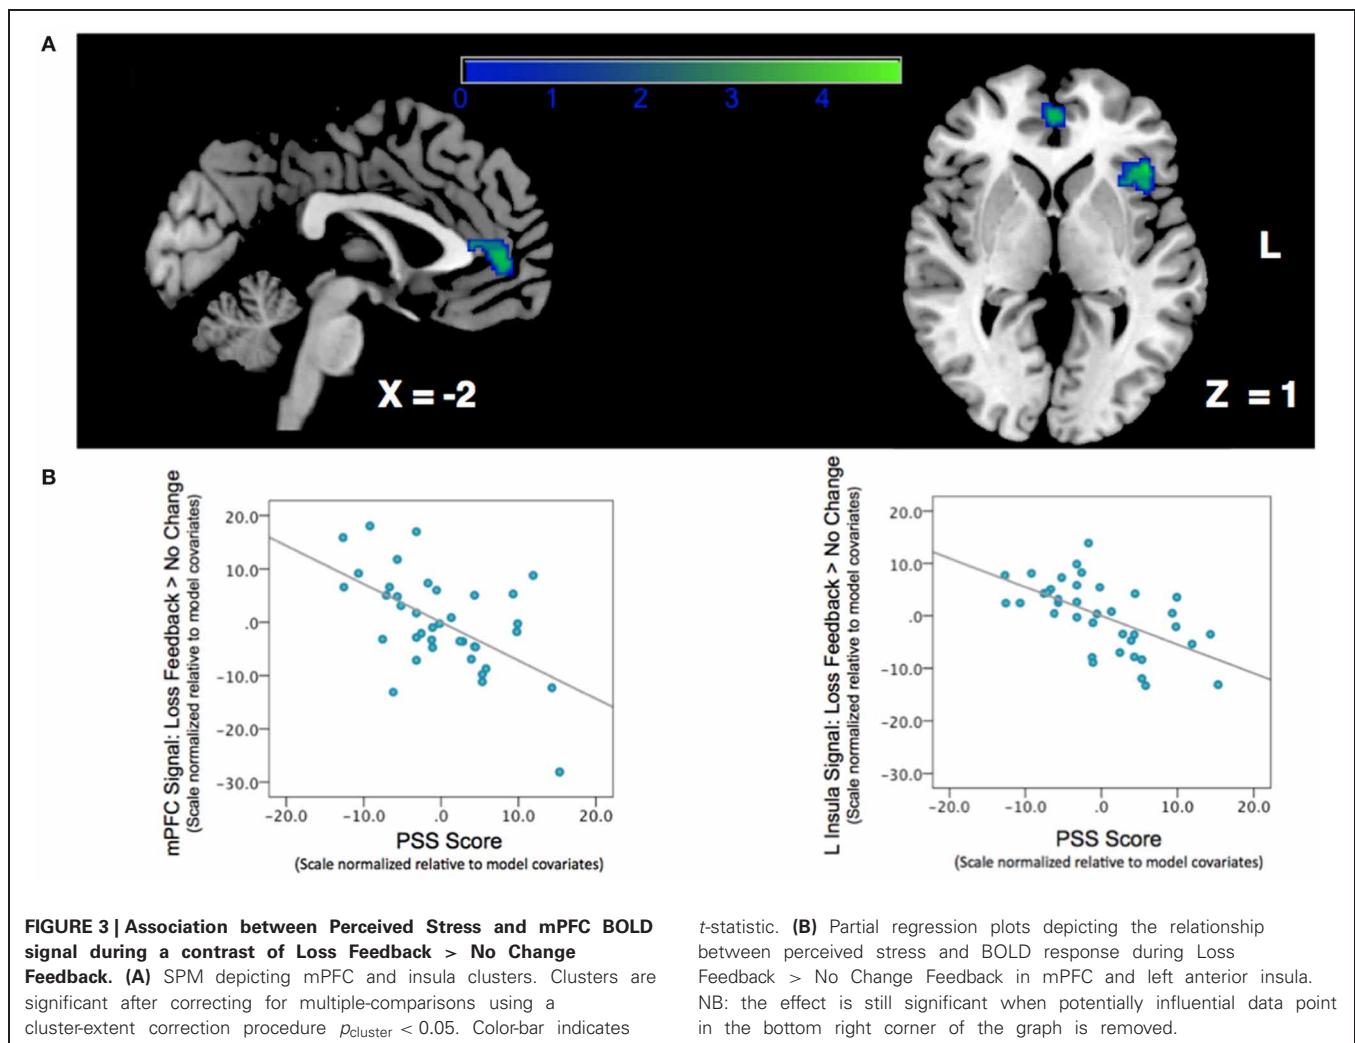 A
0 1 2 3 4
L
X = -2
Z = 1
B
mPFC Signal: Loss Feedback > No Change
(Scale normalized relative to model covariates)
20.0
10.0
.0
-10.0
-20.0
-30.0
-20.0 -10.0 .0 10.0 20.0
PSS Score
(Scale normalized relative to model covariates)
L Insula Signal: Loss Feedback > No Change
(Scale normalized relative to model covariates)
20.0
10.0
.0
-10.0
-20.0
-30.0
-20.0 -10.0 .0 10.0 20.0
PSS Score
(Scale normalized relative to model covariates)
FIGURE 3 | Association between Perceived Stress and mPFC BOLD
signal during a contrast of Loss Feedback > No Change
Feedback. (A) SPM depicting mPFC and insula clusters. Clusters are
significant after correcting for multiple-comparisons using a
cluster-extent correction procedure pcluster < 0.05. Color-bar indicates
t-statistic. (B) Partial regression plots depicting the relationship
between perceived stress and BOLD response during Loss
Feedback > No Change Feedback in mPFC and left anterior insula.
NB: the effect is still significant when potentially influential data point
in the bottom right corner of the graph is removed.